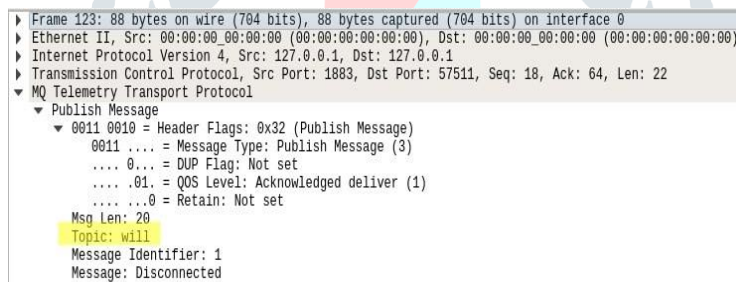 Frame 123: 88 bytes on wire (704 bits), 88 bytes captured (704 bits) on interface 0
Ethernet II, Src: 00:00:00_00:00:00 (00:00:00:00:00:00), Dst: 00:00:00_00:00:00 (00:00:00:00:00:00)
Internet Protocol Version 4, Src: 127.0.0.1, Dst: 127.0.0.1
Transmission Control Protocol, Src Port: 1883, Dst Port: 57511, Seq: 18, Ack: 64, Len: 22
MQ Telemetry Transport Protocol
Publish Message
0011 0010 = Header Flags: 0x32 (Publish Message)
0011 .... = Message Type: Publish Message (3)
.... 0... = DUP Flag: Not set
.... .01. = QOS Level: Acknowledged deliver (1)
.... ...0 = Retain: Not set
Msg Len: 20
Topic: will
Message Identifier: 1
Message: Disconnected